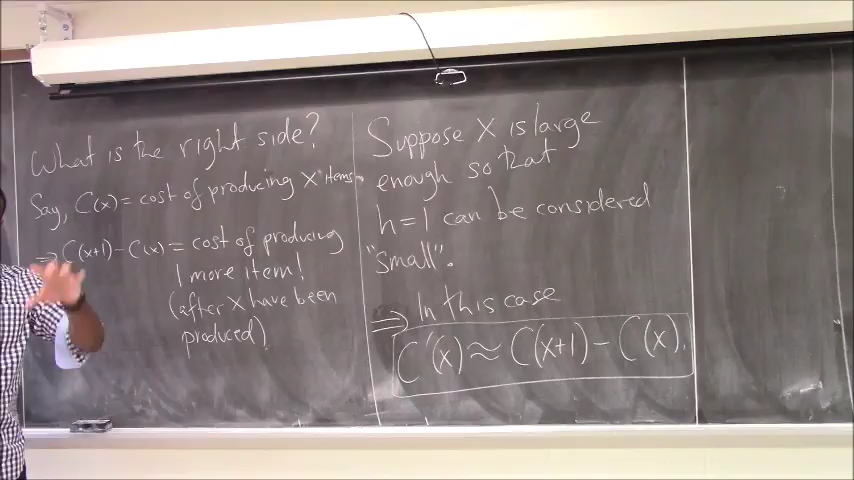 What is the right side?
Say, C(x) = cost of producing X items.
⇒ C(x+1) - C(x) = cost of producing
1 more item!
(after X have been
produced)
Suppose X is large
enough so that
h=1 can be considered
"small".
⇒ In this case
C'(x) ≈ C(x+1) - C(x).